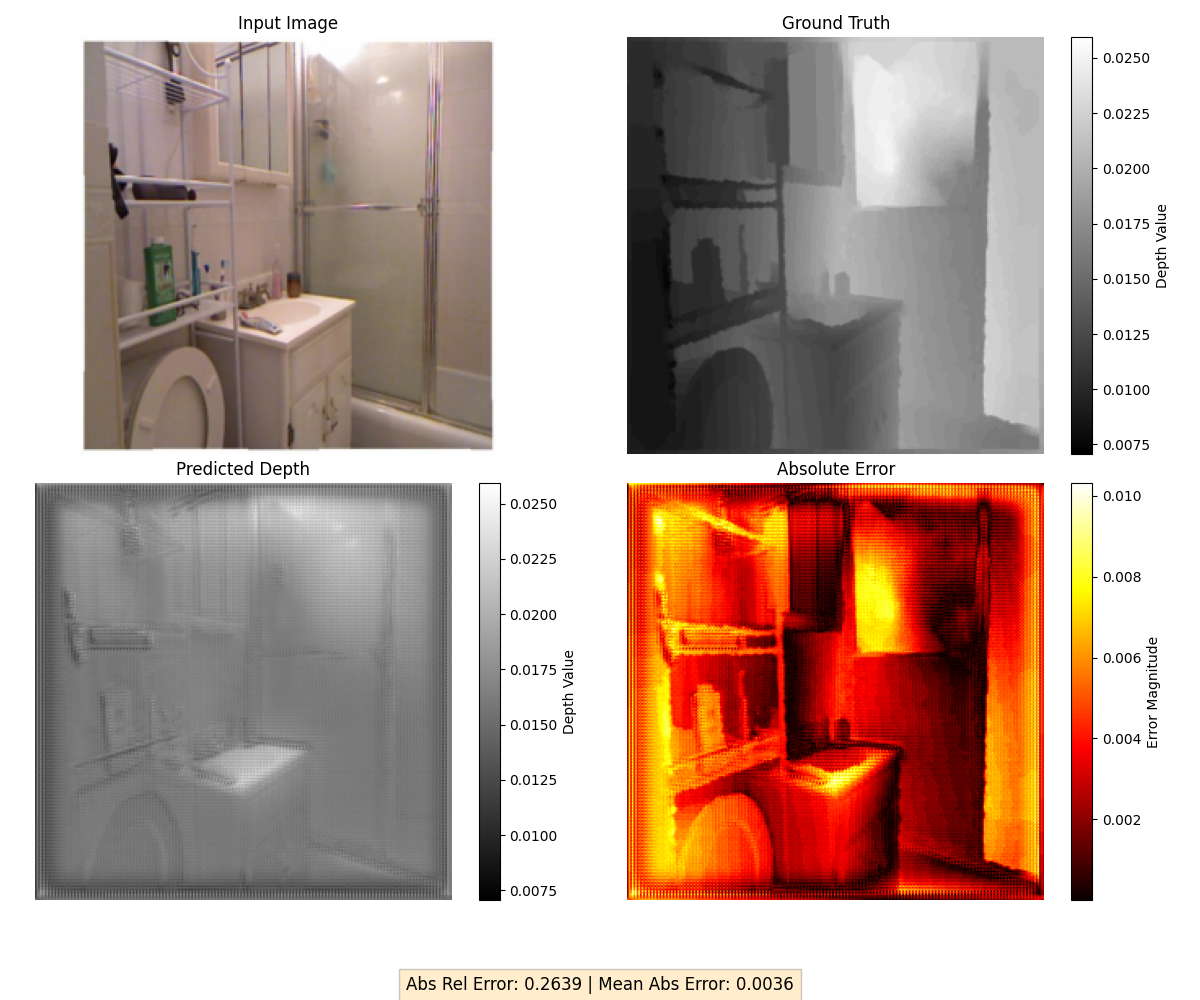 Input Image
Ground Truth
0.0250
0.0225
0.0200
0.0175
0.0150
0.0125
0.0100
0.0075
Depth Value
Predicted Depth
0.0250
0.0225
0.0200
0.0175
0.0150
0.0125
0.0100
0.0075
Depth Value
Absolute Error
0.010
0.008
0.006
0.004
0.002
Error Magnitude
Abs Rel Error: 0.2639 | Mean Abs Error: 0.0036